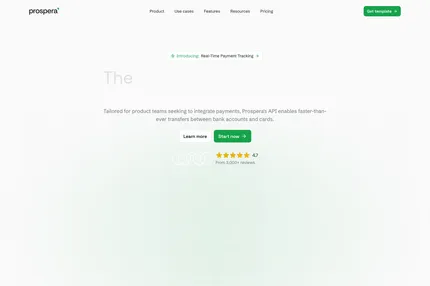 prospera
Product Use cases Features Resources Pricing
Get template →
Introducing: Real-Time Payment Tracking
The
Tailored for product teams seeking to integrate payments, Prospera's API enables faster-than-
ever transfers between bank accounts and cards.
Learn more
Start now →
4.7
From 3,000+ reviews